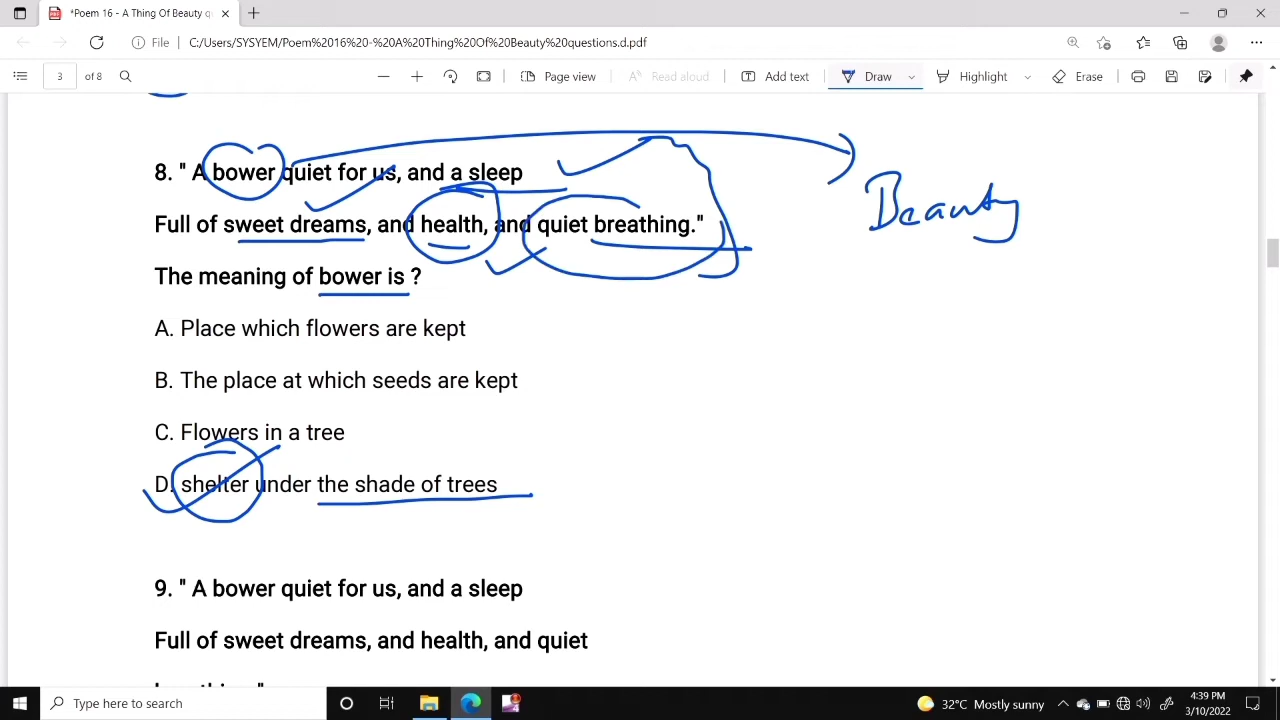 *Poem 16 - A Thing Of Beauty q
File
C:/Users/SYSYEM/Poem%2016%20-%20A%20Thing%20Of%20Beauty%20questions.d.pdf
3 of 8
Page view
Read aloud
Add text
Draw
Highlight
Erase
8. " A bower quiet for us, and a sleep
Full of sweet dreams, and health, and quiet breathing."
Beauty
The meaning of bower is ?
A. Place which flowers are kept
B. The place at which seeds are kept
C. Flowers in a tree
D. shelter under the shade of trees
9. " A bower quiet for us, and a sleep
Full of sweet dreams, and health, and quiet
Type here to search
32°C Mostly sunny
4:39 PM
3/10/2022